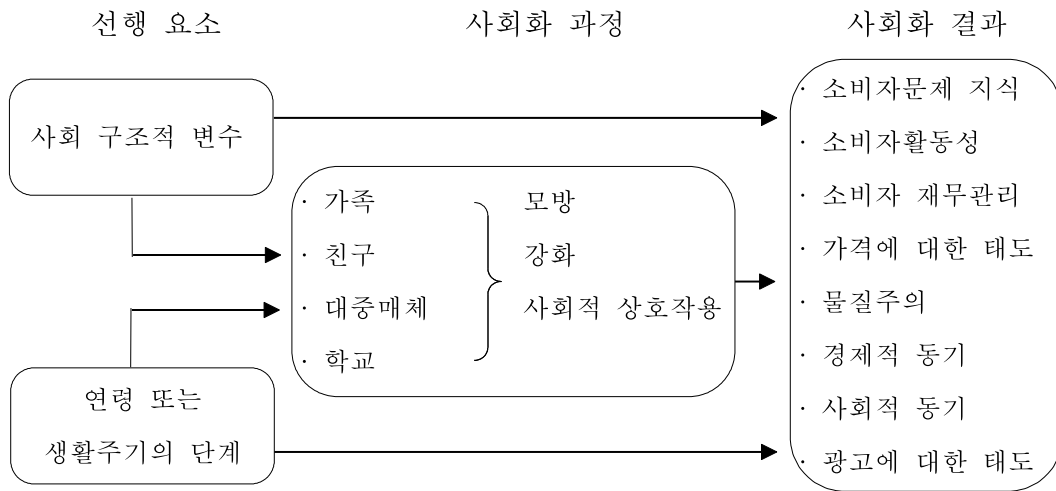 선행 요소
사회화 과정
사회화 결과
사회 구조적 변수
연령 또는
생활주기의 단계
· 가족
· 친구
· 대중매체
· 학교
모방
강화
사회적 상호작용
· 소비자문제 지식
· 소비자활동성
· 소비자 재무관리
· 가격에 대한 태도
· 물질주의
· 경제적 동기
· 사회적 동기
· 광고에 대한 태도